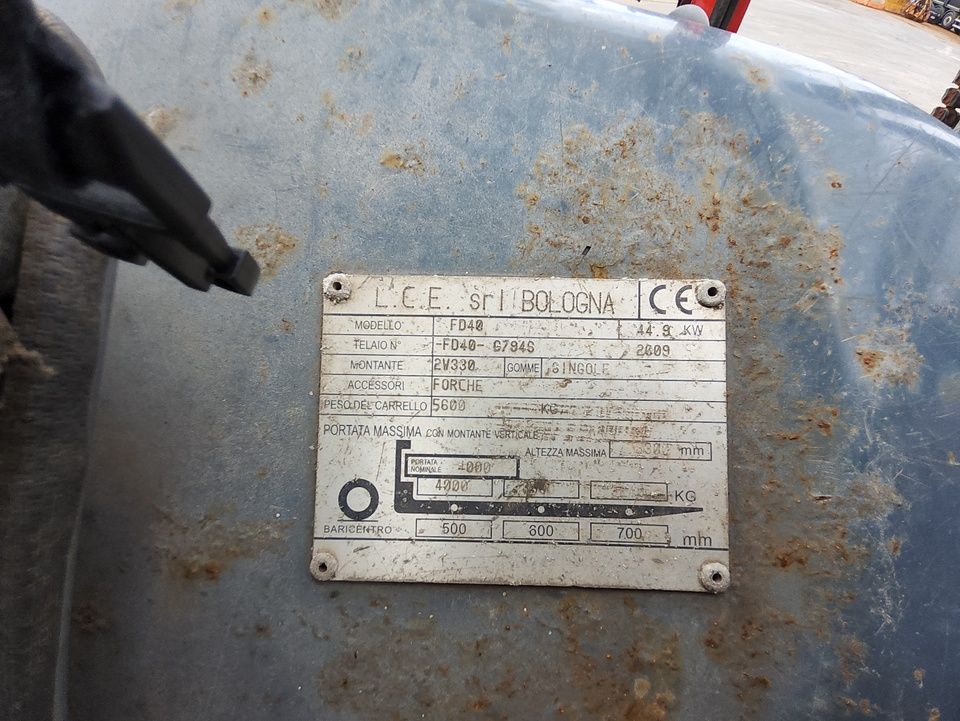 L.C.E. srl BOLOGNA CE
MODELLO FD40 44.9 KW
TELAIO N° -FD40- 2009
MONTANTE 2V330 GOMME SINGOLE
ACCESSORI FORCHE
PESO DEL CARRELLO 5600 KG
PORTATA MASSIMA CON MONTANTE VERTICALE
ALTEZZA MASSIMA mm
PORTATA NOMINALE 4000
4000 KG
BARICENTRO 500 600 700 mm